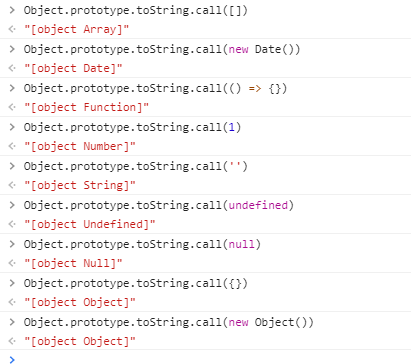 > Object.prototype.toString.call([])
<· "[object Array]"
> Object.prototype.toString.call(new Date())
<· "[object Date]"
> Object.prototype.toString.call(() => {})
<· "[object Function]"
> Object.prototype.toString.call(1)
<· "[object Number]"
> Object.prototype.toString.call('')
<· "[object String]"
> Object.prototype.toString.call(undefined)
<· "[object Undefined]"
> Object.prototype.toString.call(null)
<· "[object Null]"
> Object.prototype.toString.call({})
<· "[object Object]"
> Object.prototype.toString.call(new Object())
<· "[object Object]"
>